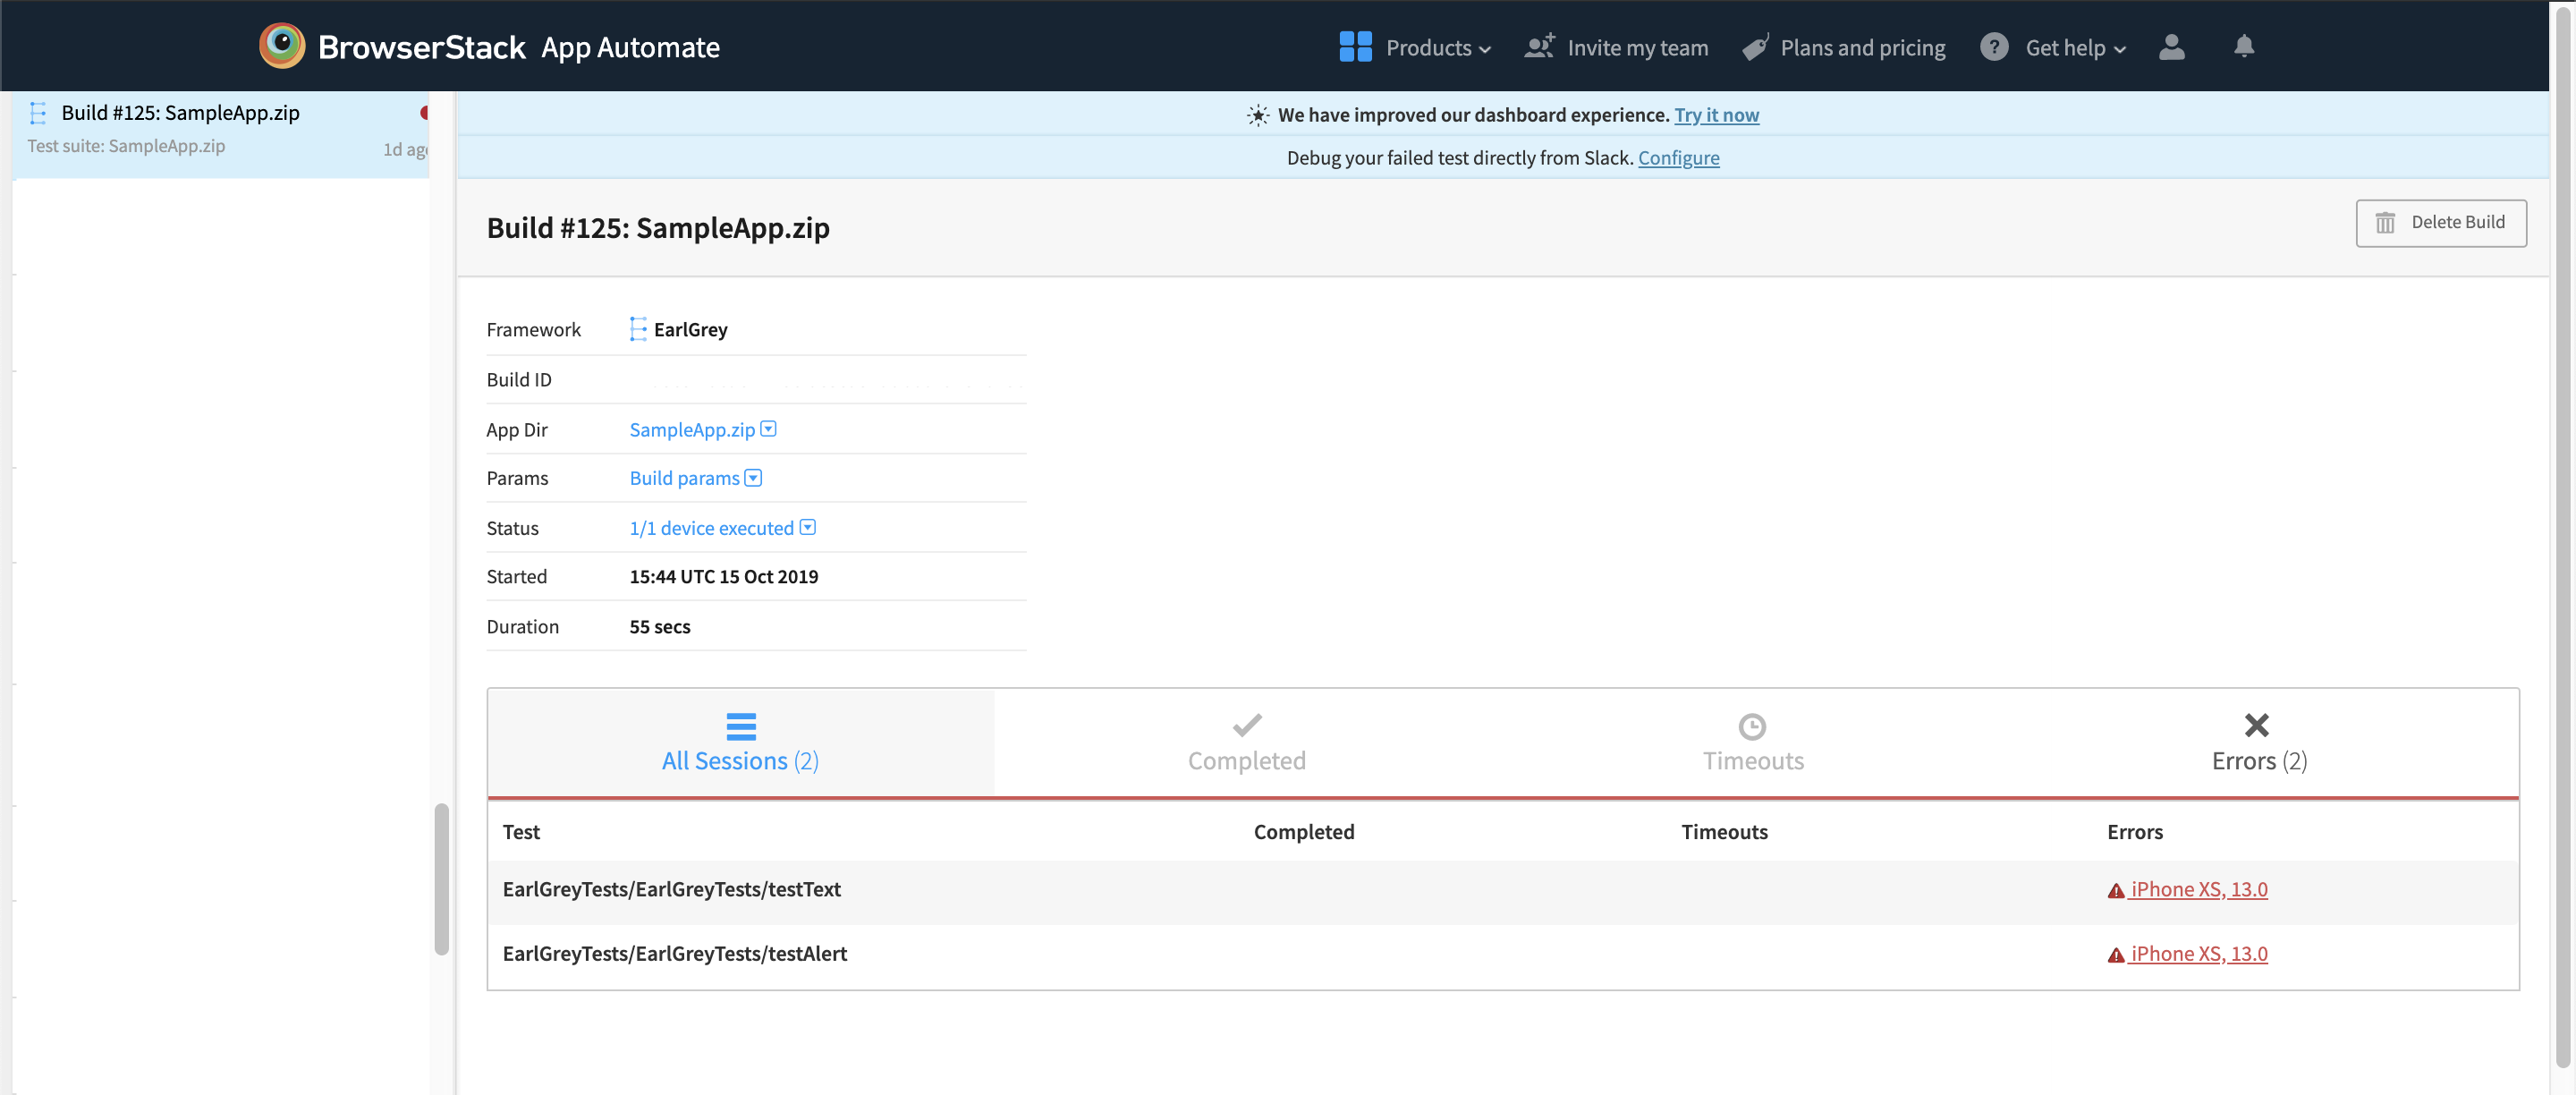 BrowserStack App Automate
Products
Invite my team
Plans and pricing
? Get help
Build #125: SampleApp.zip
Test suite: SampleApp.zip
1d ago
We have improved our dashboard experience. Try it now
Debug your failed test directly from Slack. Configure
Build #125: SampleApp.zip
Delete Build
Framework EarlGrey
Build ID
App Dir SampleApp.zip
Params Build params
Status 1/1 device executed
Started 15:44 UTC 15 Oct 2019
Duration 55 secs
All Sessions (2)
Completed
Timeouts
Errors (2)
Test Completed Timeouts Errors
EarlGreyTests/EarlGreyTests/testText iPhone XS, 13.0
EarlGreyTests/EarlGreyTests/testAlert iPhone XS, 13.0